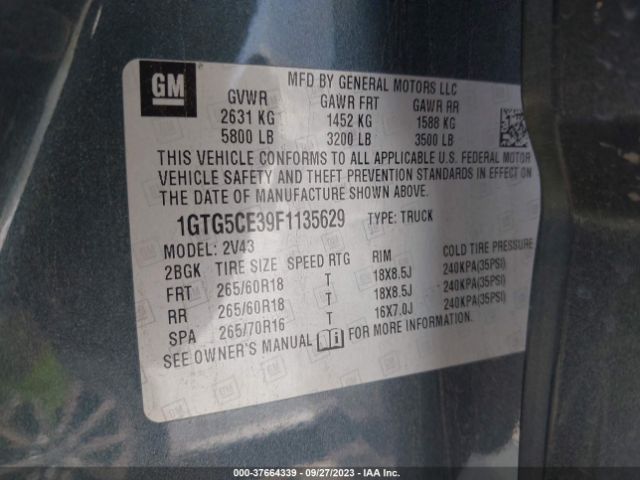 GM
MFD BY GENERAL MOTORS LLC
GVWR GAWR FRT GAWR RR
2631 KG 1452 KG 1588 KG
5800 LB 3200 LB 3500 LB
THIS VEHICLE CONFORMS TO ALL APPLICABLE U.S. FEDERAL MOTOR
VEHICLE SAFETY AND THEFT PREVENTION STANDARDS IN EFFECT ON
THE DATE OF MANUFACTURE SHOWN ABOVE.
1GTG5CE39F1135629 TYPE: TRUCK
MODEL: 2V43
2BGK TIRE SIZE SPEED RTG RIM COLD TIRE PRESSURE
FRT 265/60R18 T 18X8.5J 240KPA(35PSI)
RR 265/60R18 T 18X8.5J 240KPA(35PSI)
SPA 265/70R16 T 16X7.0J 240KPA(35PSI)
SEE OWNER'S MANUAL FOR MORE INFORMATION.
000-37664339 - 09/27/2023 - IAA Inc.